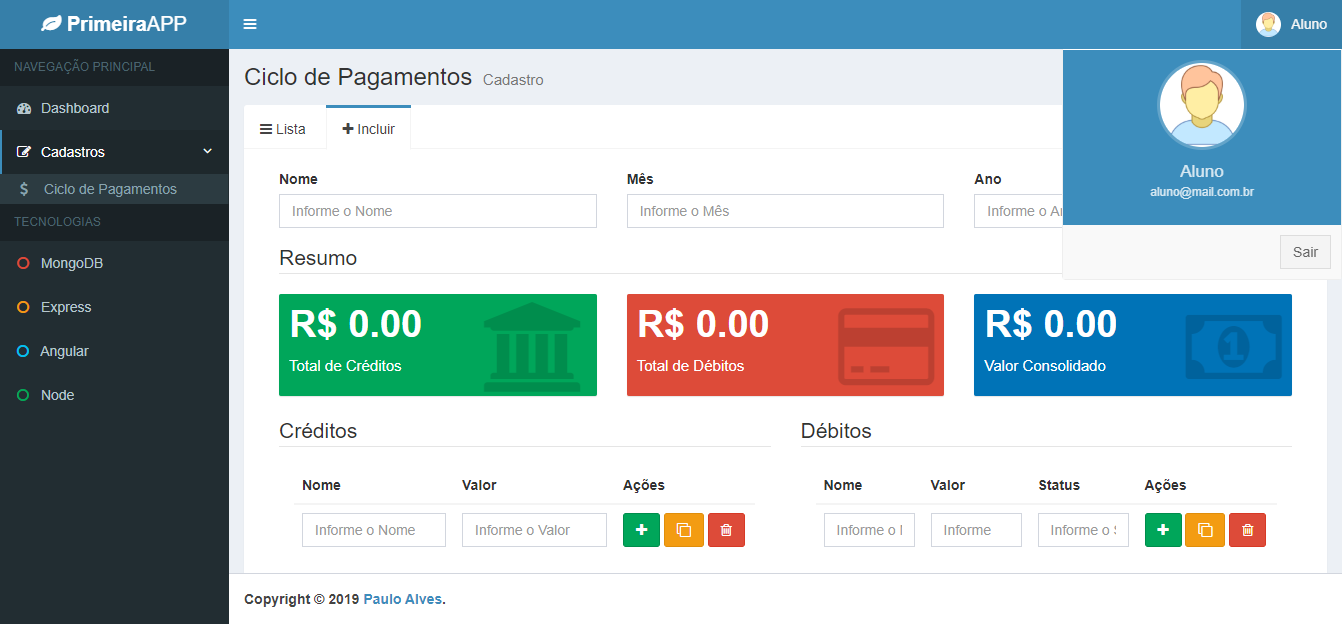 PrimeiraAPP
Aluno
NAVEGAÇÃO PRINCIPAL
Dashboard
Cadastros
Ciclo de Pagamentos
TECNOLOGIAS
MongoDB
Express
Angular
Node
Ciclo de Pagamentos Cadastro
Lista Incluir
Aluno
aluno@mail.com.br
Sair
Nome Mês Ano
Informe o Nome Informe o Mês Informe o
Resumo
R$ 0.00 R$ 0.00 R$ 0.00
Total de Créditos Total de Débitos Valor Consolidado
Créditos Débitos
Nome Valor Ações Nome Valor Status Ações
Informe o Nome Informe o Valor Informe o Informe Informe o
Copyright © 2019 Paulo Alves.